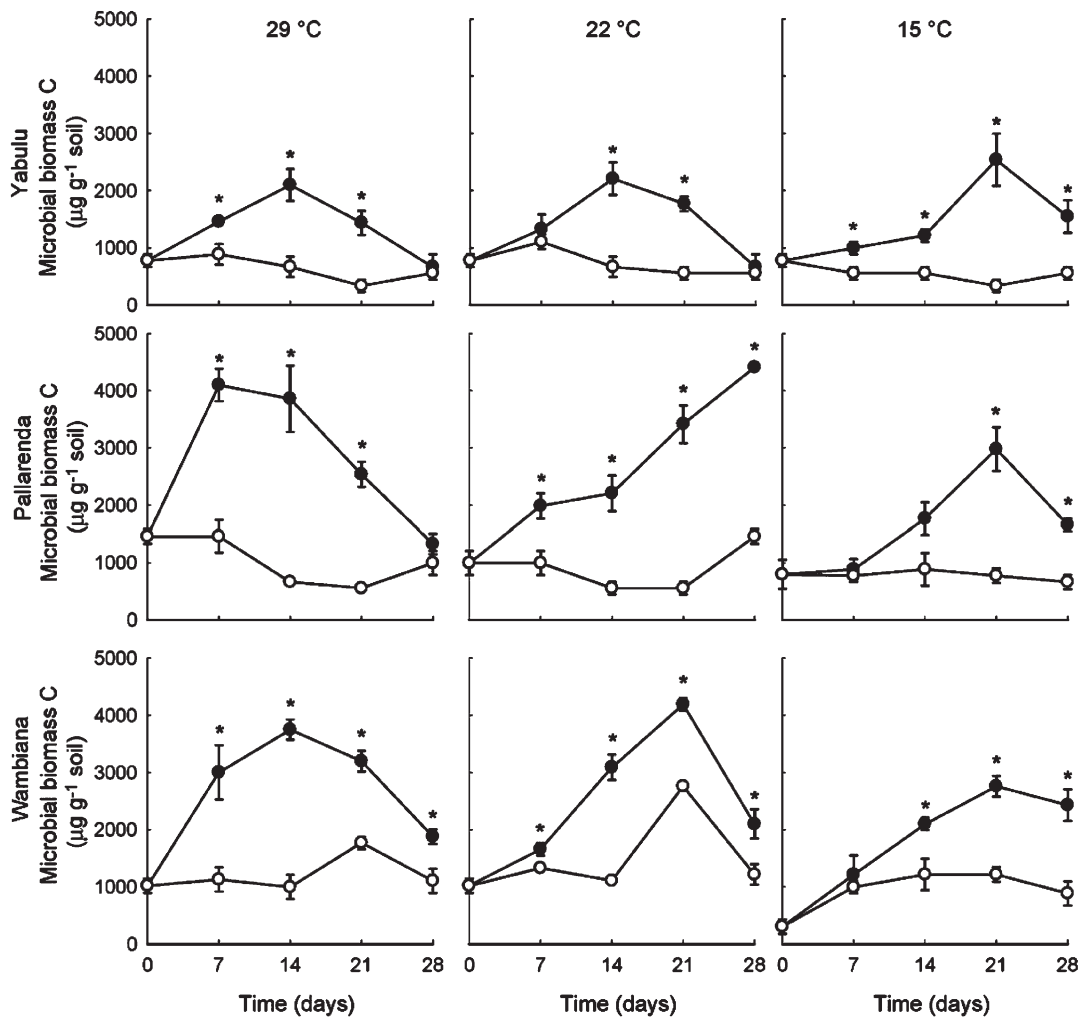 29 °C 22 °C 15 °C
Yabulu
Microbial biomass C
(µg g⁻¹ soil)
5000
4000
3000
2000
1000
0
* * *
* *
* * * *
Pallarenda
Microbial biomass C
(µg g⁻¹ soil)
5000
4000
3000
2000
1000
0
* * *
* * * *
* *
Wambiana
Microbial biomass C
(µg g⁻¹ soil)
5000
4000
3000
2000
1000
0
* * * *
* * * *
* * *
0 7 14 21 28 0 7 14 21 28 0 7 14 21 28
Time (days) Time (days) Time (days)